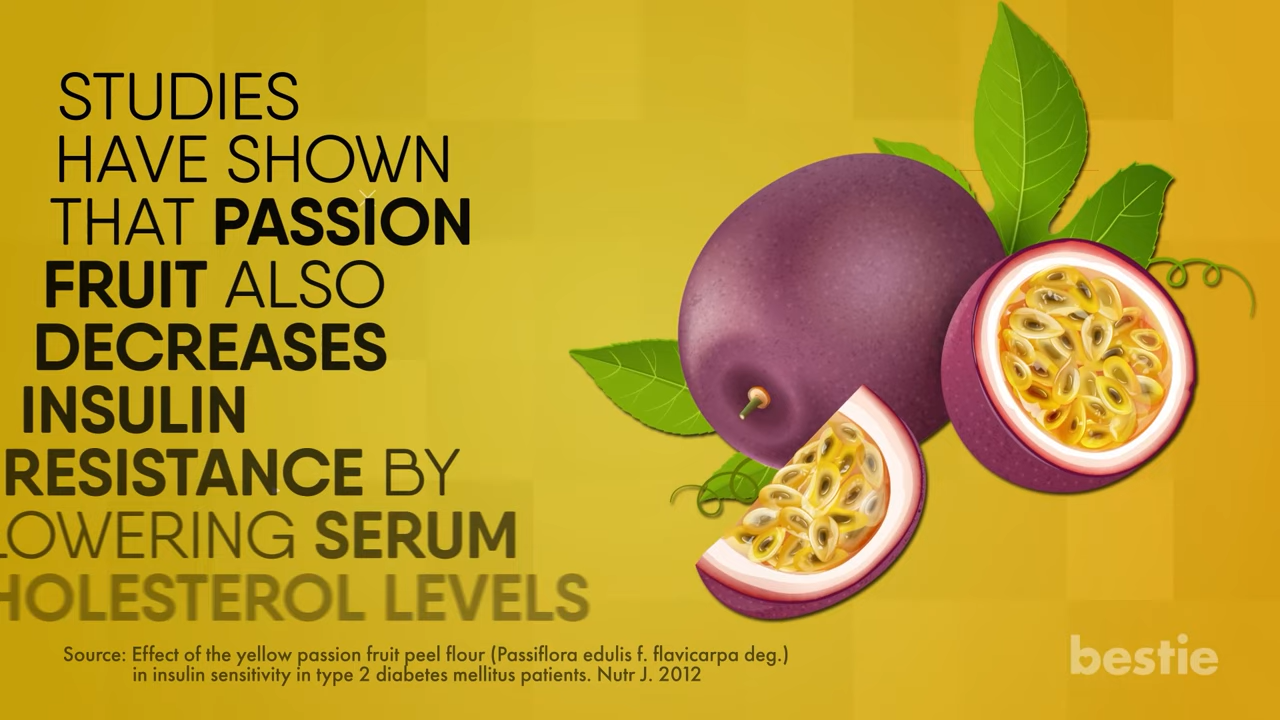 STUDIES
HAVE SHOWN
THAT PASSION
FRUIT ALSO
DECREASES
INSULIN
RESISTANCE BY
LOWERING SERUM
HOLESTEROL LEVELS
Source: Effect of the yellow passion fruit peel flour (Passiflora edulis f. flavicarpa deg.)
in insulin sensitivity in type 2 diabetes mellitus patients. Nutr J. 2012
bestie